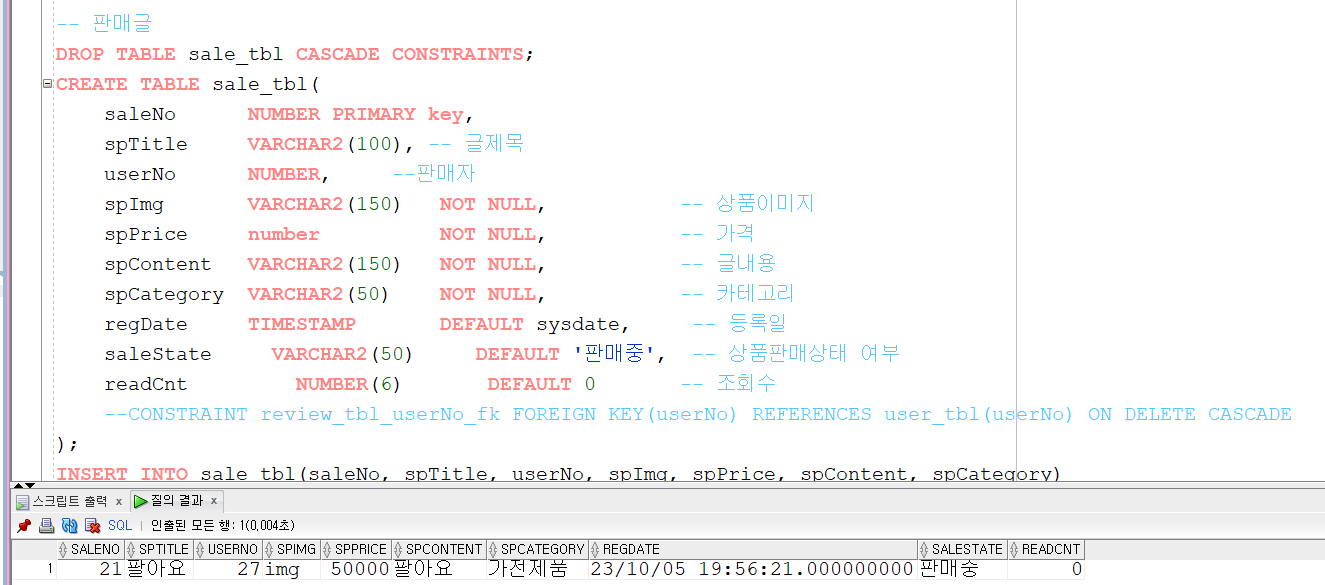 -- 판매글
DROP TABLE sale_tbl CASCADE CONSTRAINTS;
CREATE TABLE sale_tbl(
saleNo NUMBER PRIMARY key,
spTitle VARCHAR2(100), -- 글제목
userNo NUMBER, --판매자
spImg VARCHAR2(150) NOT NULL, -- 상품이미지
spPrice number NOT NULL, -- 가격
spContent VARCHAR2(150) NOT NULL, -- 글내용
spCategory VARCHAR2(50) NOT NULL, -- 카테고리
regDate TIMESTAMP DEFAULT sysdate, -- 등록일
saleState VARCHAR2(50) DEFAULT '판매중', -- 상품판매상태 여부
readCnt NUMBER(6) DEFAULT 0 -- 조회수
--CONSTRAINT review_tbl_userNo_fk FOREIGN KEY(userNo) REFERENCES user_tbl(userNo) ON DELETE CASCADE
);
INSERT INTO sale_tbl(saleNo, spTitle, userNo, spImg, spPrice, spContent, spCategory)
스크립트 출력 x 질의 결과 x
SQL | 인출된 모든 행: 1(0,004초)
SALENO SPTITLE USERNO SPIMG SPPRICE SPCONTENT SPCATEGORY REGDATE SALESTATE READCNT
1 21 팔아요 27 img 50000 팔아요 가전제품 23/10/05 19:56:21.000000000 판매중 0